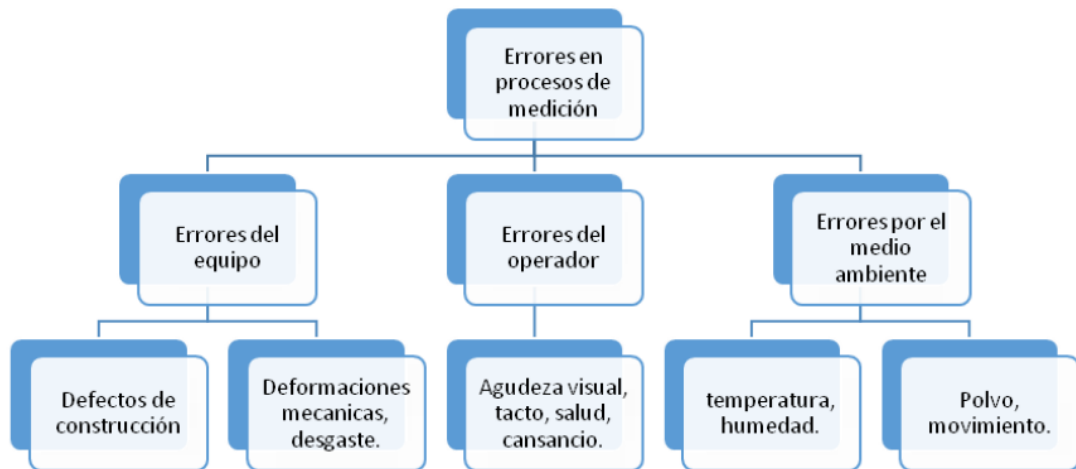 Errores en
procesos de
medición
Errores del
equipo
Errores del
operador
Errores por el
medio
ambiente
Defectos de
construcción
Deformaciones
mecanicas,
desgaste.
Agudeza visual,
tacto, salud,
cansancio.
temperatura,
humedad.
Polvo,
movimiento.